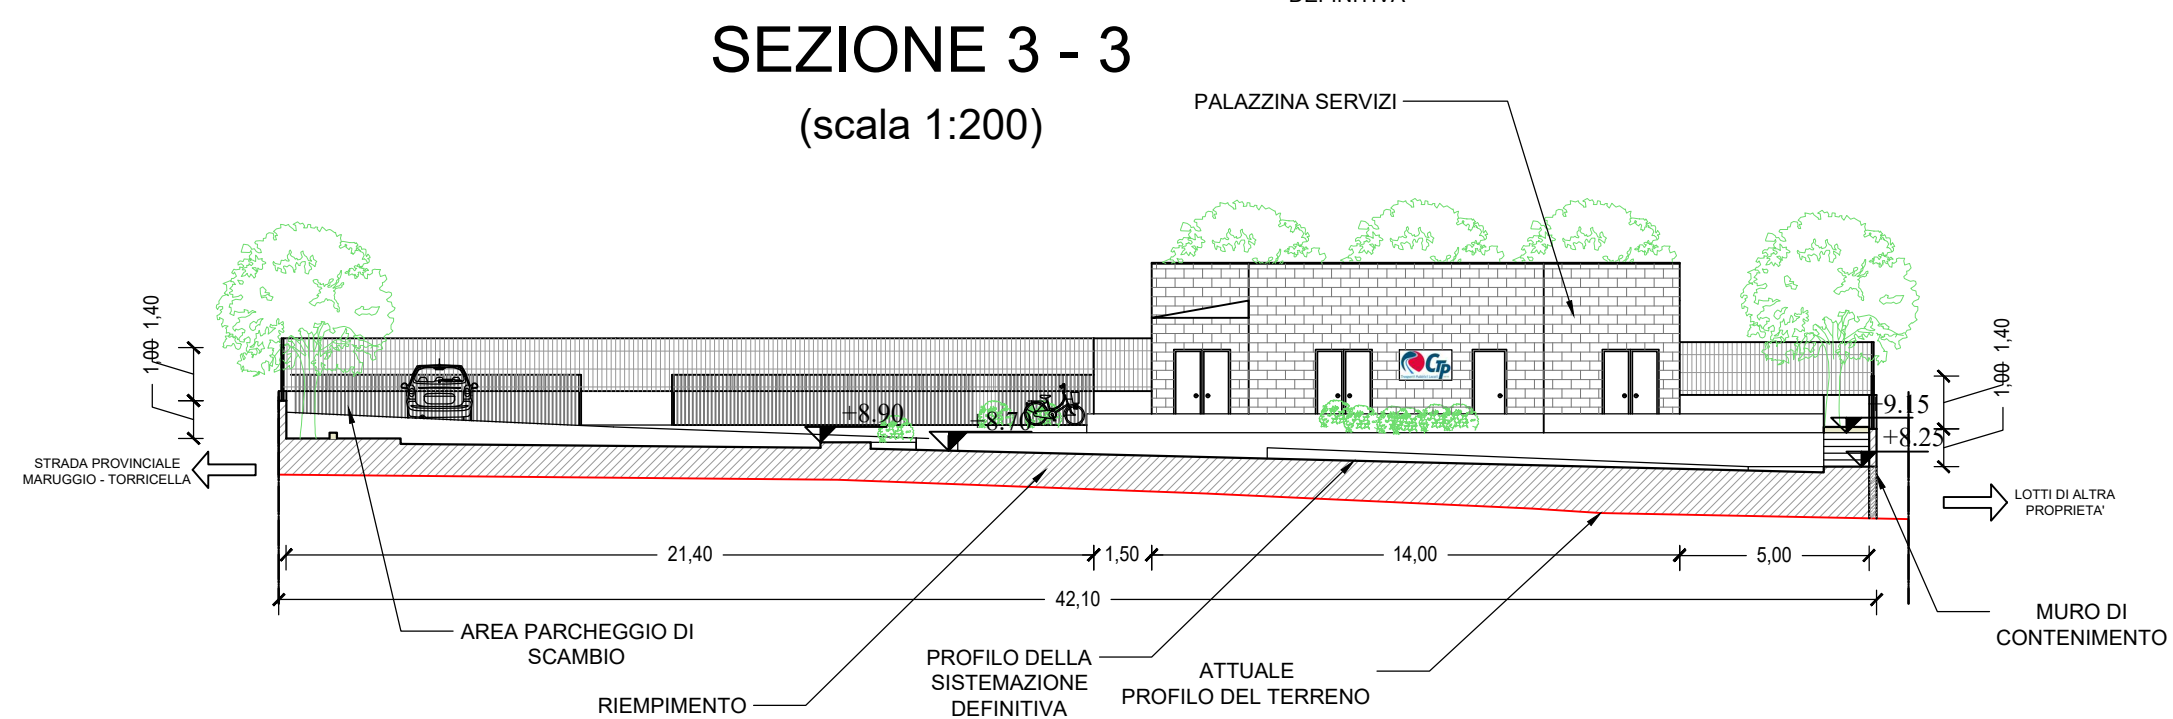 SEZIONE 3 - 3
(scala 1:200)
PALAZZINA SERVIZI
1,00 1,40
1,00 1,40
CTp
+8.90
+8.70
+9.15
+8.25
STRADA PROVINCIALE
MARUGGIO - TORRICELLA
LOTTI DI ALTRA
PROPRIETA'
21,40
1,50
14,00
5,00
42,10
AREA PARCHEGGIO DI
SCAMBIO
RIEMPIMENTO
PROFILO DELLA
SISTEMAZIONE
DEFINITIVA
ATTUALE
PROFILO DEL TERRENO
MURO DI
CONTENIMENTO